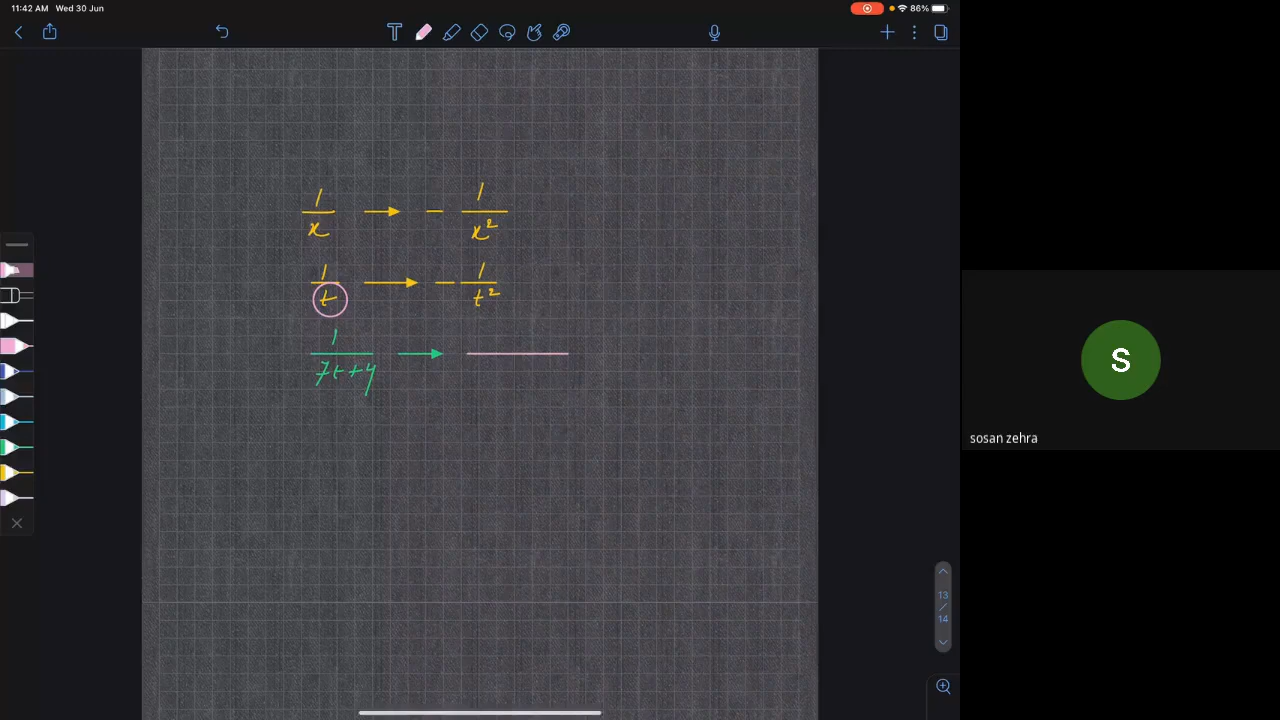 11:42 AM Wed 30 Jun 86%
T
1/x → - 1/x²
1/t → - 1/t²
1/7t+4 →
S
sosan zehra
13
/
14